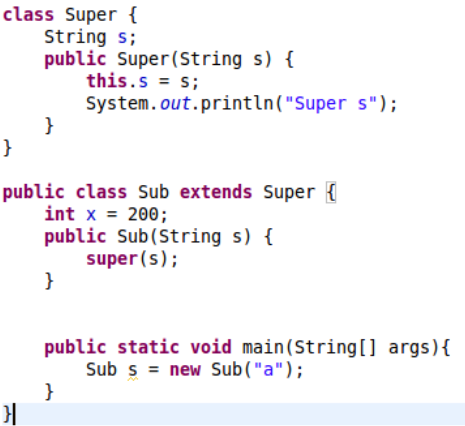 class Super {
    String s;
    public Super(String s) {
        this.s = s;
        System.out.println("Super s");
    }
}

public class Sub extends Super {
    int x = 200;
    public Sub(String s) {
        super(s);
    }


    public static void main(String[] args){
        Sub s = new Sub("a");
    }
}